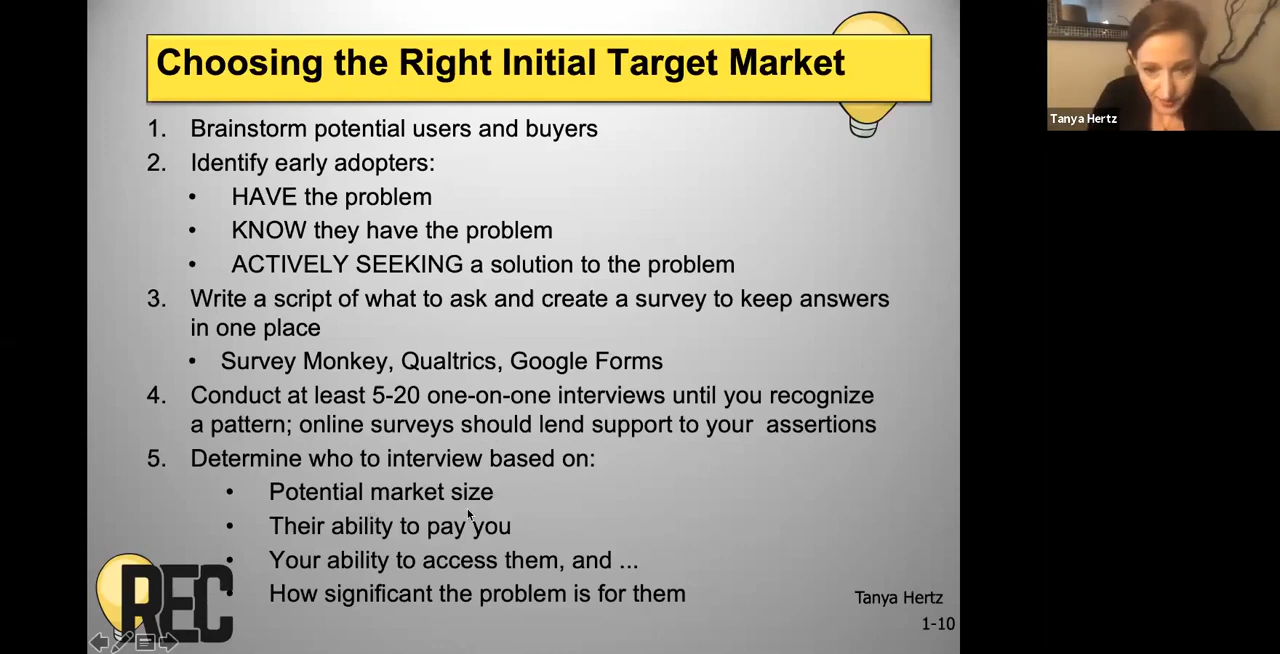 Choosing the Right Initial Target Market
1. Brainstorm potential users and buyers
2. Identify early adopters:
• HAVE the problem
• KNOW they have the problem
• ACTIVELY SEEKING a solution to the problem
3. Write a script of what to ask and create a survey to keep answers
in one place
• Survey Monkey, Qualtrics, Google Forms
4. Conduct at least 5-20 one-on-one interviews until you recognize
a pattern; online surveys should lend support to your  assertions
5. Determine who to interview based on:
• Potential market size
• Their ability to pay you
• Your ability to access them, and ...
• How significant the problem is for them
REC
Tanya Hertz
1-10
Tanya Hertz